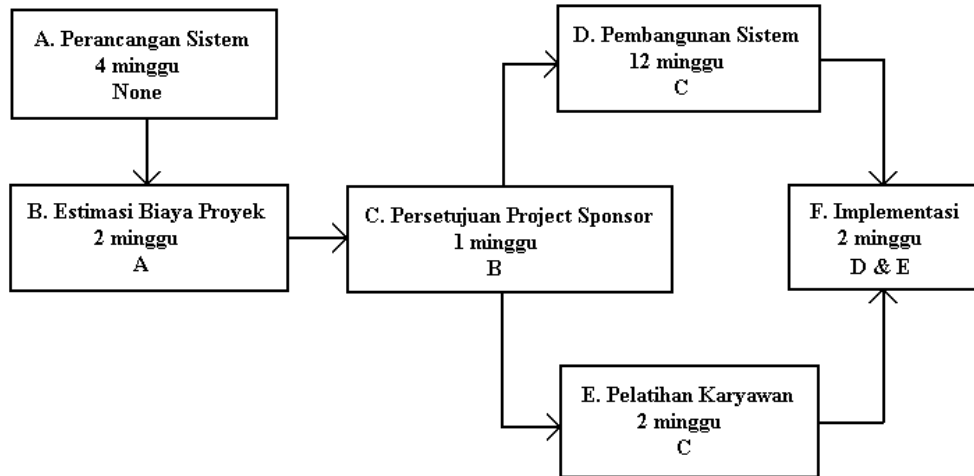 A. Perancangan Sistem
4 minggu
None
B. Estimasi Biaya Proyek
2 minggu
A
C. Persetujuan Project Sponsor
1 minggu
B
D. Pembangunan Sistem
12 minggu
C
E. Pelatihan Karyawan
2 minggu
C
F. Implementasi
2 minggu
D & E